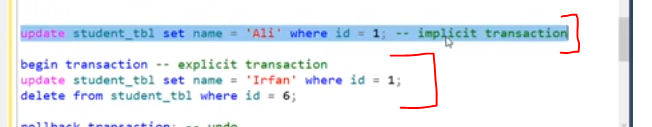 update student_tbl set name = 'Ali' where id = 1; -- implicit transaction
begin transaction -- explicit transaction
update student_tbl set name = 'Irfan' where id = 1;
delete from student_tbl where id = 6;
rollback transaction; -- undo